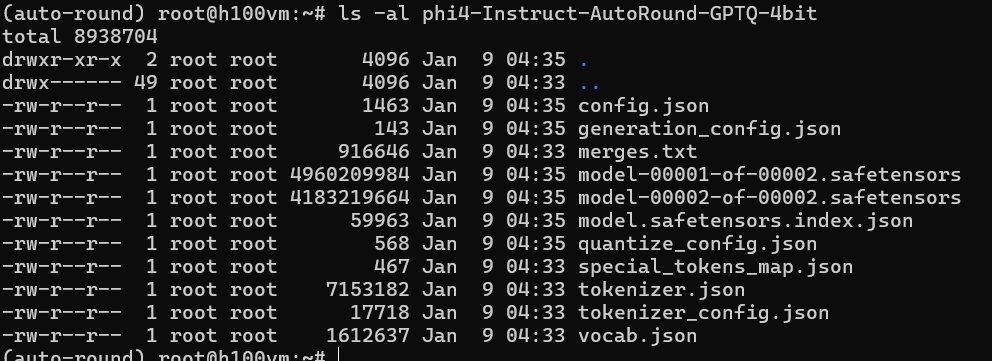 (auto-round) root@h100vm:~# ls -al phi4-Instruct-AutoRound-GPTQ-4bit
total 8938704
drwxr-xr-x  2 root root       4096 Jan  9 04:35 .
drwx------ 49 root root       4096 Jan  9 04:33 ..
-rw-r--r--  1 root root       1463 Jan  9 04:35 config.json
-rw-r--r--  1 root root        143 Jan  9 04:35 generation_config.json
-rw-r--r--  1 root root     916646 Jan  9 04:33 merges.txt
-rw-r--r--  1 root root 4960209984 Jan  9 04:35 model-00001-of-00002.safetensors
-rw-r--r--  1 root root 4183219664 Jan  9 04:35 model-00002-of-00002.safetensors
-rw-r--r--  1 root root      59963 Jan  9 04:35 model.safetensors.index.json
-rw-r--r--  1 root root        568 Jan  9 04:35 quantize_config.json
-rw-r--r--  1 root root        467 Jan  9 04:33 special_tokens_map.json
-rw-r--r--  1 root root    7153182 Jan  9 04:33 tokenizer.json
-rw-r--r--  1 root root      17718 Jan  9 04:33 tokenizer_config.json
-rw-r--r--  1 root root    1612637 Jan  9 04:33 vocab.json
(auto-round) root@h100vm:~#